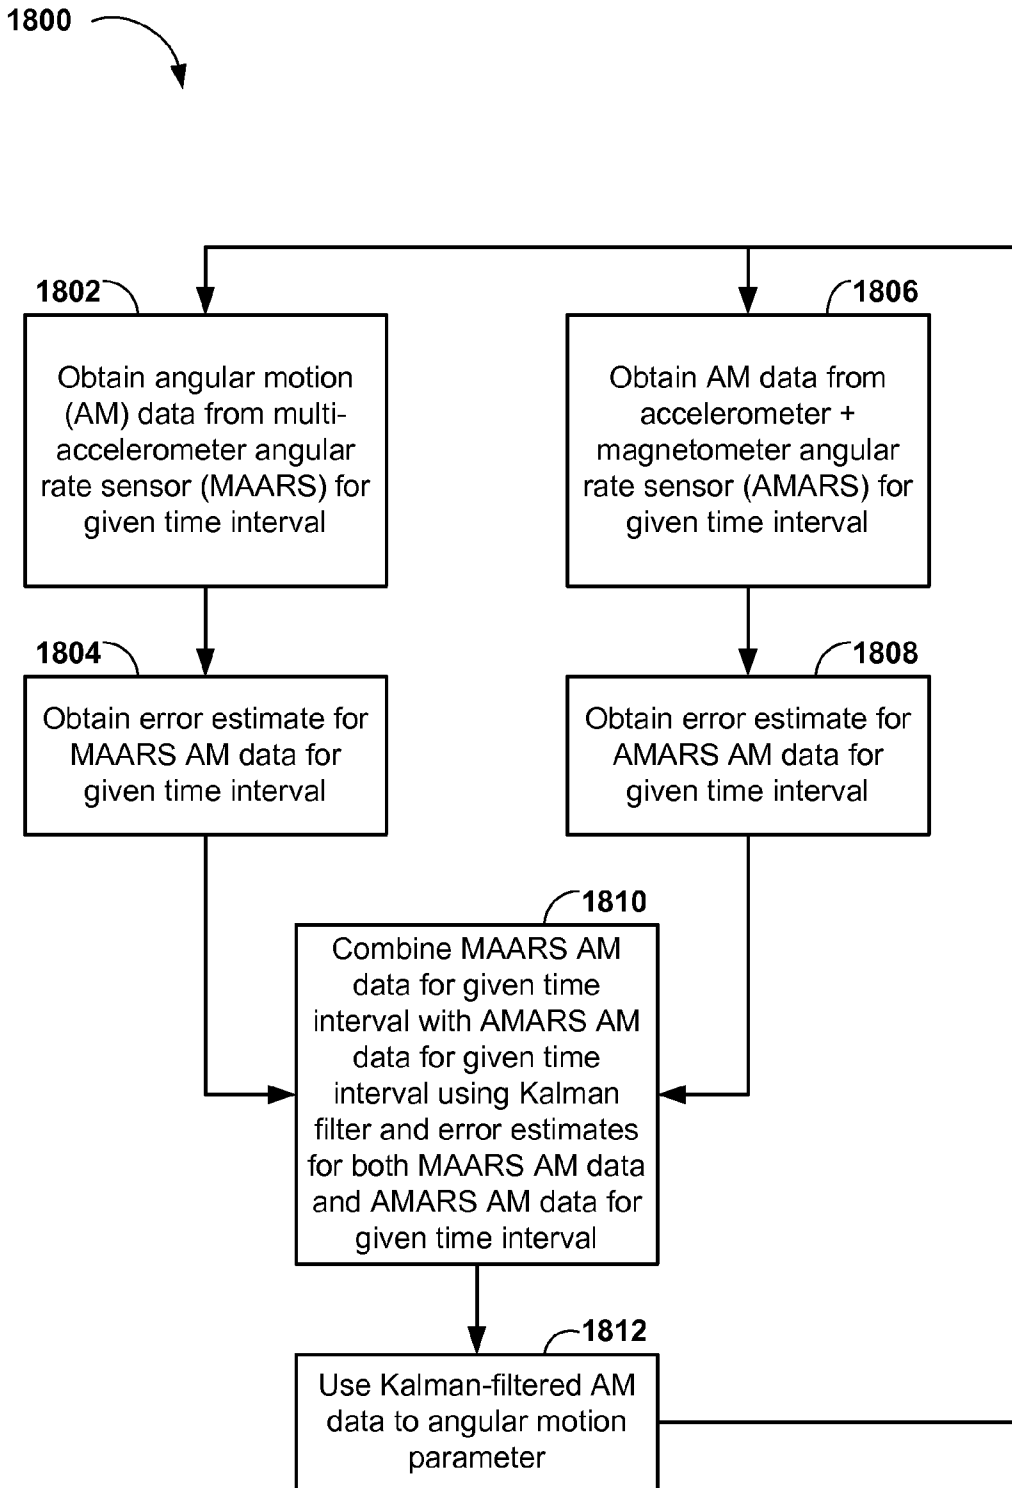 1800
1802
Obtain angular motion
(AM) data from multi-
accelerometer angular
rate sensor (MAARS) for
given time interval
1806
Obtain AM data from
accelerometer +
magnetometer angular
rate sensor (AMARS) for
given time interval
1804
Obtain error estimate for
MAARS AM data for
given time interval
1808
Obtain error estimate for
AMARS AM data for
given time interval
1810
Combine MAARS AM
data for given time
interval with AMARS AM
data for given time
interval using Kalman
filter and error estimates
for both MAARS AM data
and AMARS AM data for
given time interval
1812
Use Kalman-filtered AM
data to angular motion
parameter